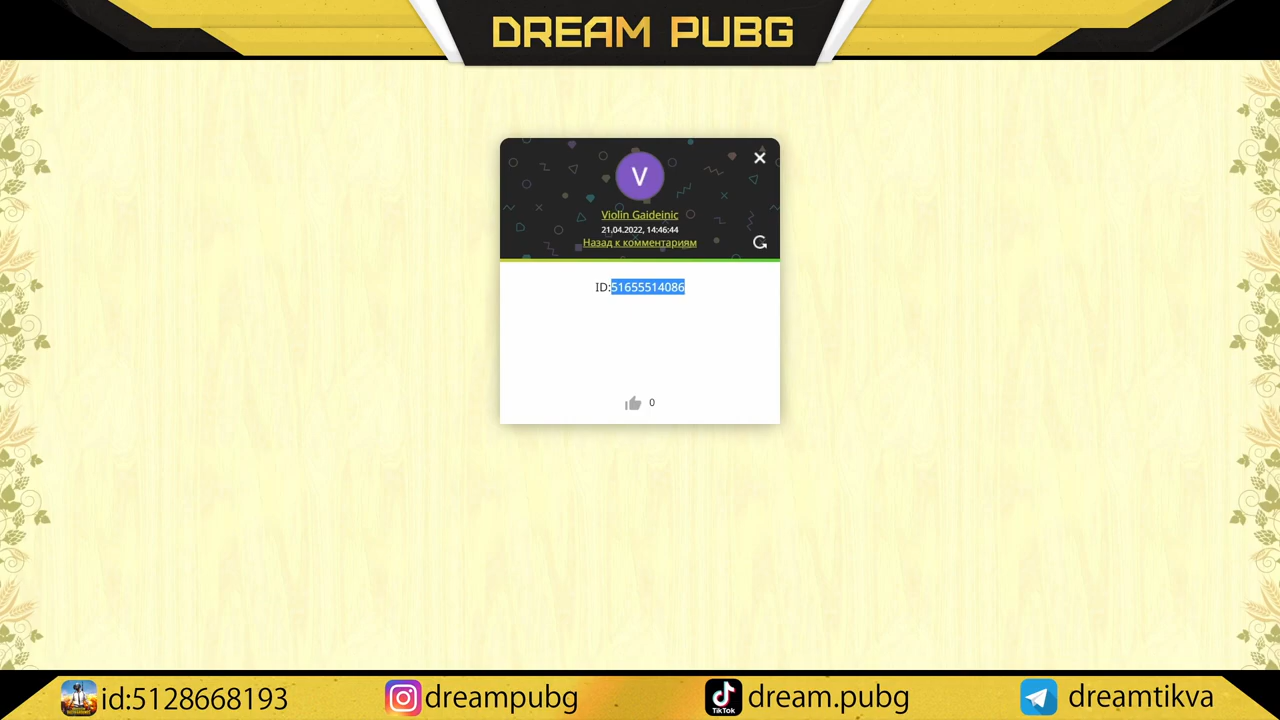 DREAM PUBG
V
Violin Gaideinic
21.04.2022, 14:46:44
Назад к комментариям
ID:51655514086
0
id:5128668193 dreampubg TikTok dream.pubg dreamtikva